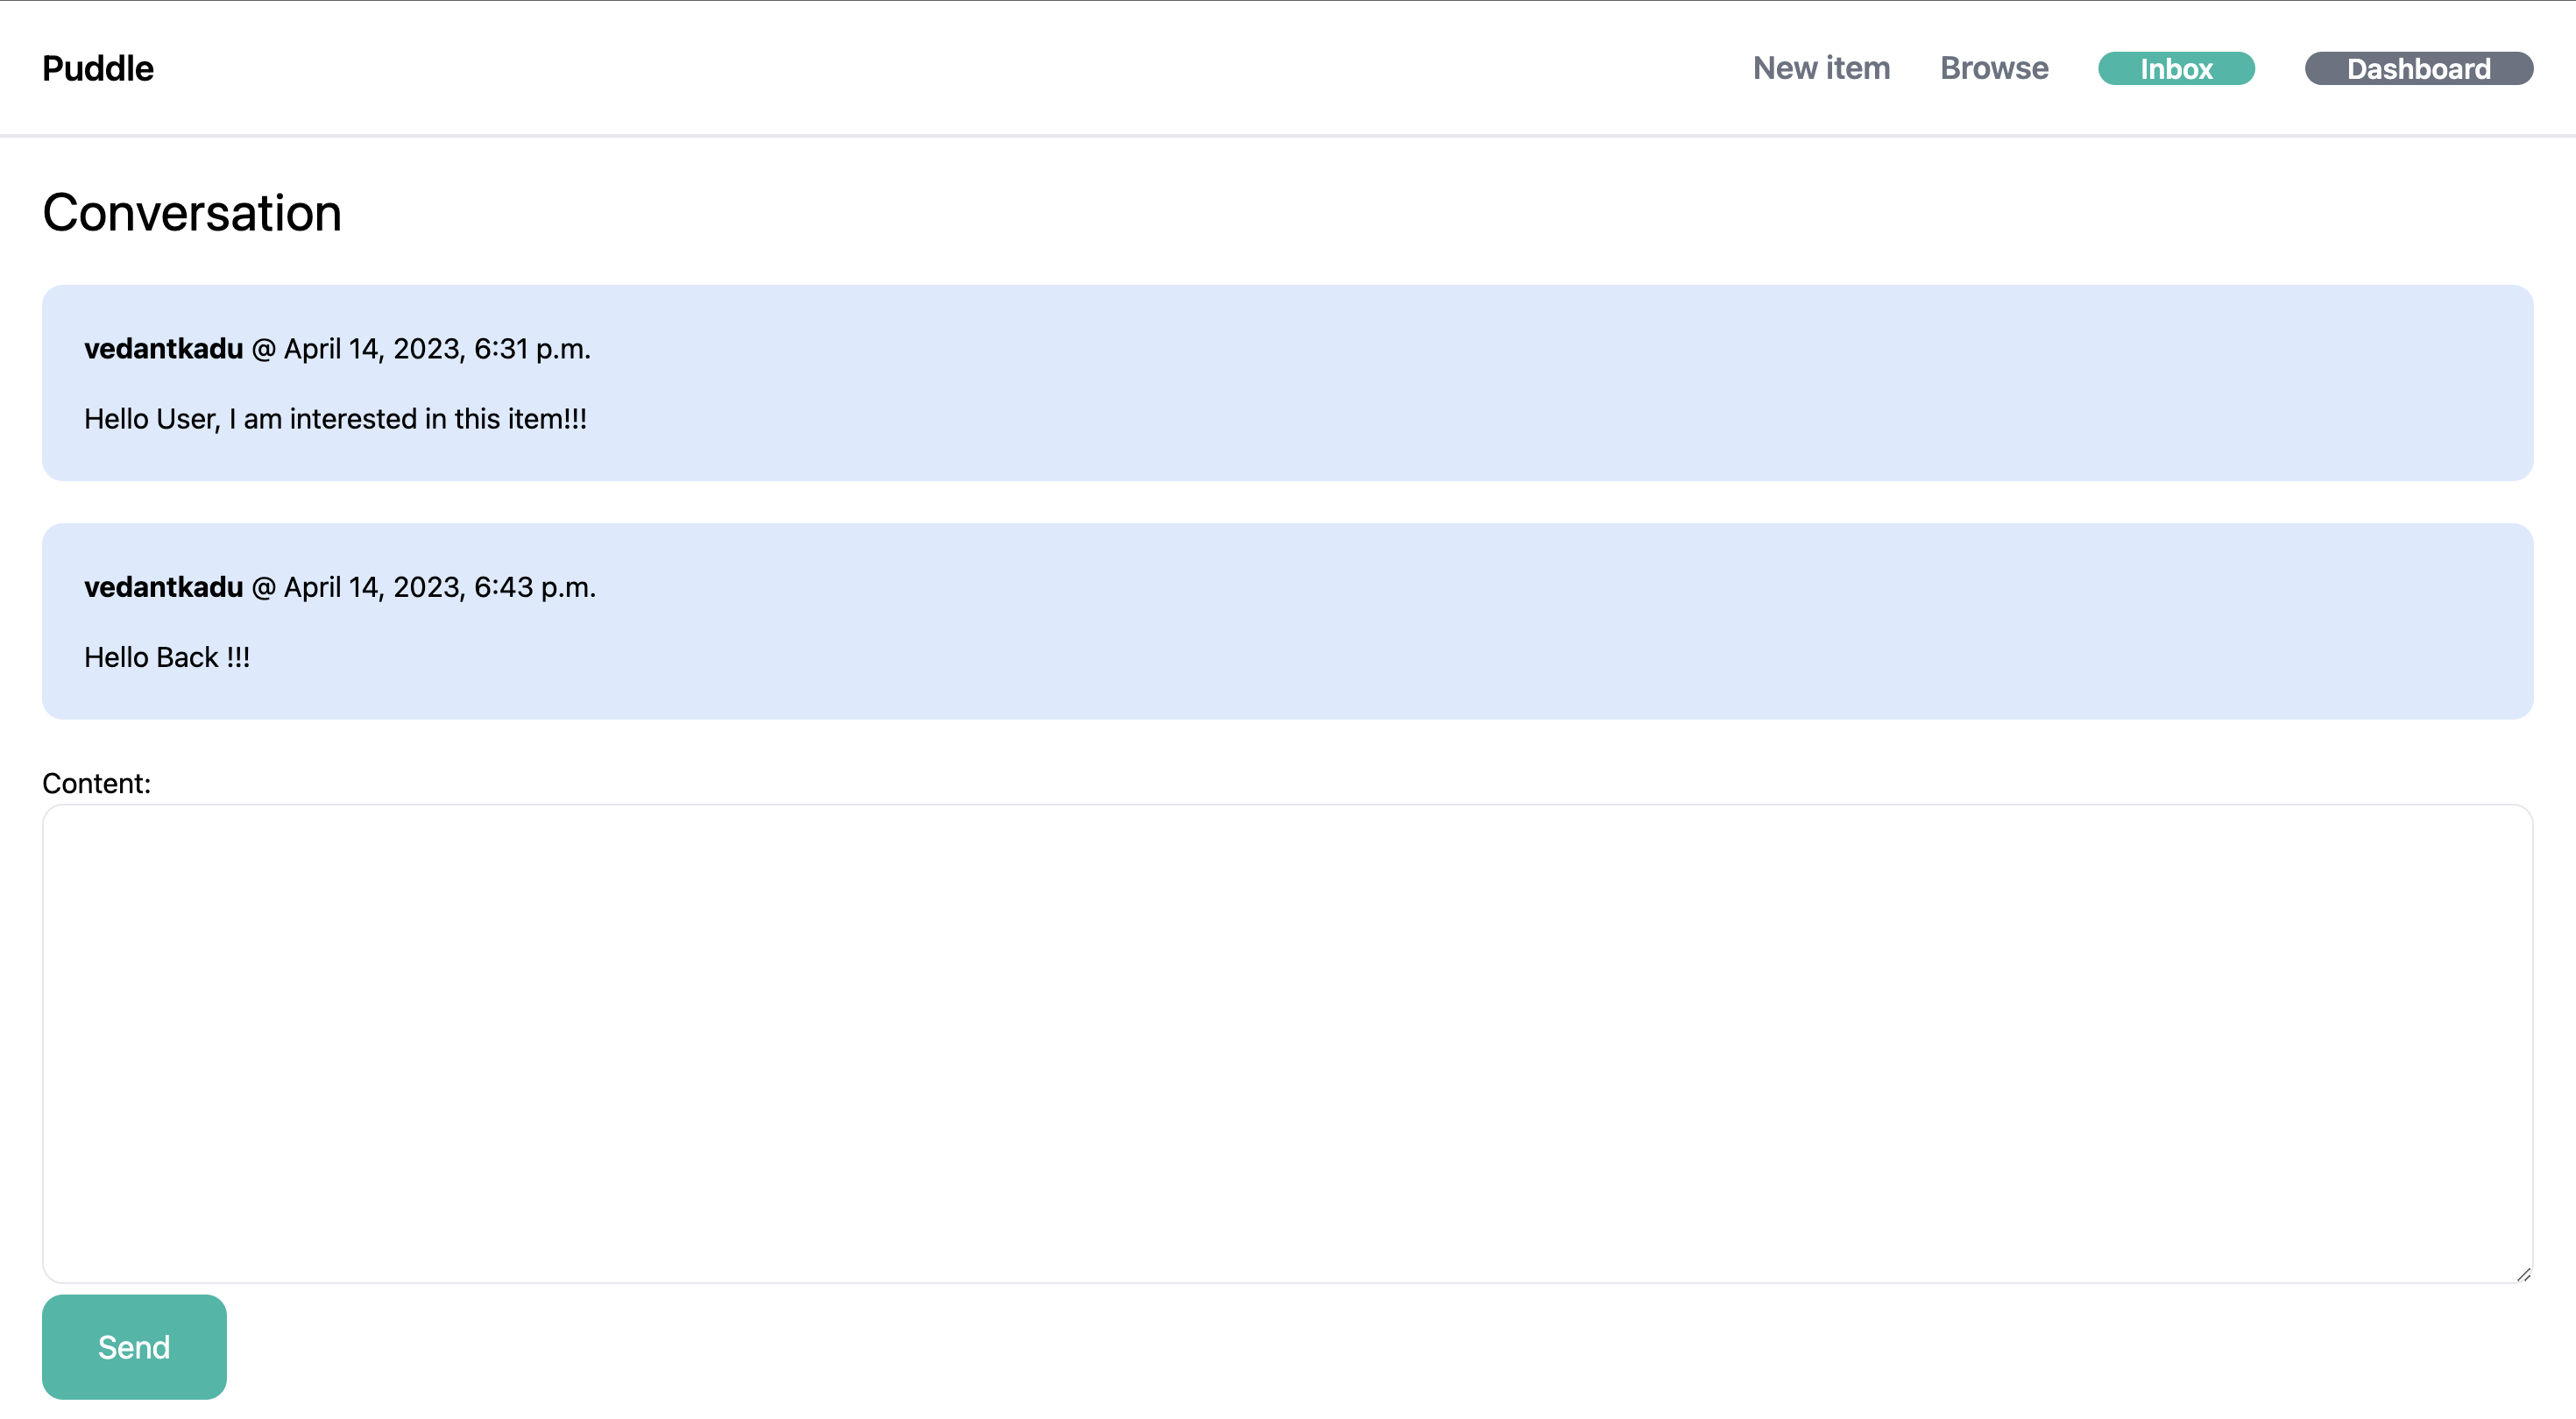 Puddle New item Browse Inbox Dashboard
Conversation
vedantkadu @ April 14, 2023, 6:31 p.m.
Hello User, I am interested in this item!!!
vedantkadu @ April 14, 2023, 6:43 p.m.
Hello Back !!!
Content:
Send